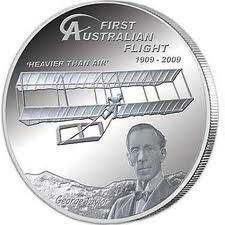 FIRST
AUSTRALIAN
FLIGHT
'HEAVIER THAN AIR'
1909 - 2009
George Taylor